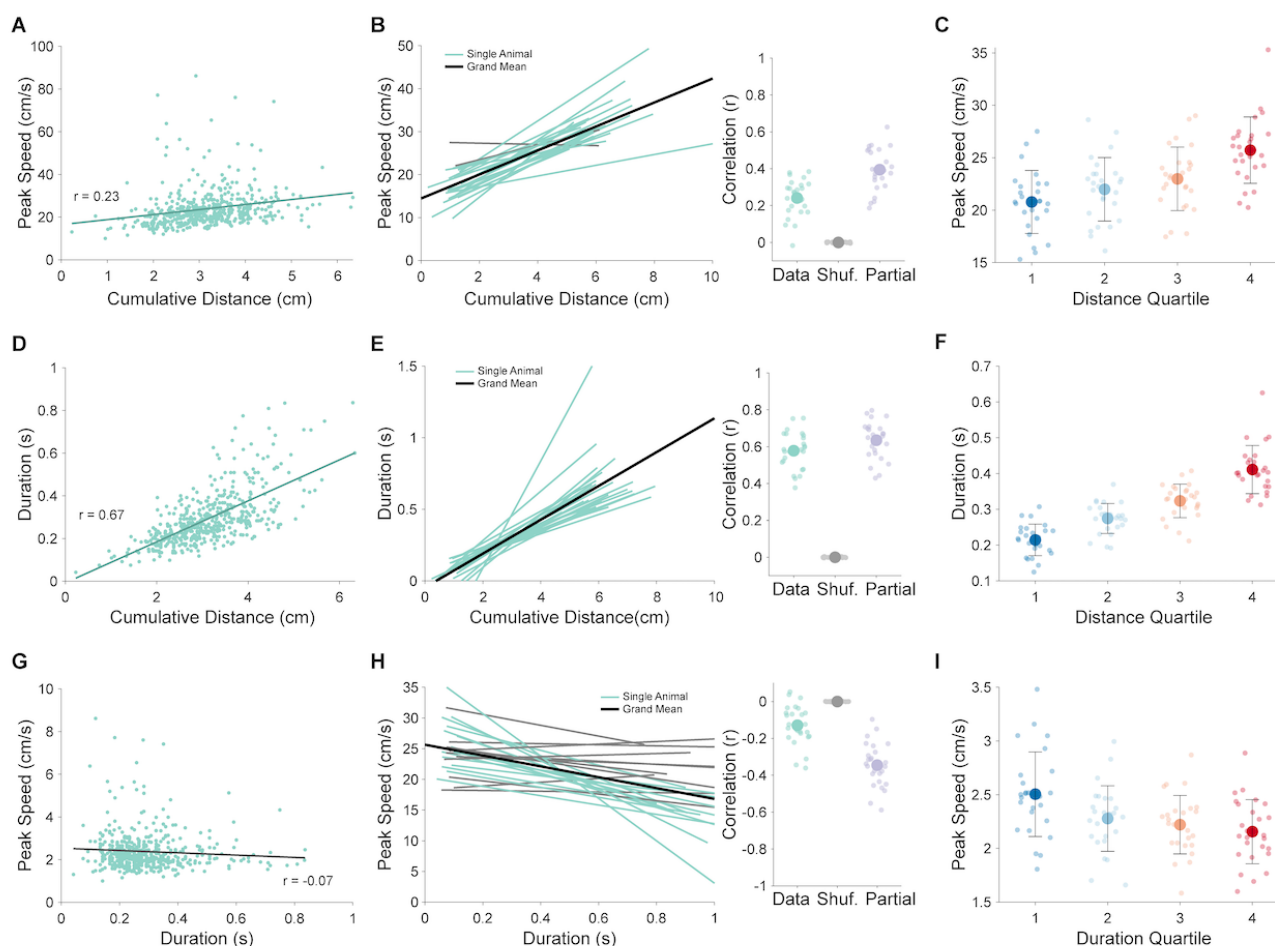 A
Peak Speed (cm/s)
100
80
60
40
20
0
r = 0.23
0 1 2 3 4 5 6
Cumulative Distance (cm)
B
Peak Speed (cm/s)
50
40
30
20
10
0
Single Animal
Grand Mean
0 2 4 6 8 10
Cumulative Distance (cm)
Correlation (r)
1
0.8
0.6
0.4
0.2
0
Data Shuf. Partial
C
Peak Speed (cm/s)
35
30
25
20
15
1 2 3 4
Distance Quartile
D
Duration (s)
1
0.8
0.6
0.4
0.2
0
r = 0.67
0 2 4 6
Cumulative Distance (cm)
E
Duration (s)
1.5
1
0.5
0
Single Animal
Grand Mean
0 2 4 6 8 10
Cumulative Distance(cm)
Correlation (r)
1
0.8
0.6
0.4
0.2
0
Data Shuf. Partial
F
Duration (s)
0.7
0.6
0.5
0.4
0.3
0.2
0.1
1 2 3 4
Distance Quartile
G
Peak Speed (cm/s)
10
8
6
4
2
0
r = -0.07
0 0.2 0.4 0.6 0.8 1
Duration (s)
H
Peak Speed (cm/s)
35
30
25
20
15
10
5
0
Single Animal
Grand Mean
0 0.2 0.4 0.6 0.8 1
Duration (s)
Correlation (r)
0
-0.2
-0.4
-0.6
-0.8
-1
Data Shuf. Partial
I
Peak Speed (cm/s)
3.5
3
2.5
2
1.5
1 2 3 4
Duration Quartile